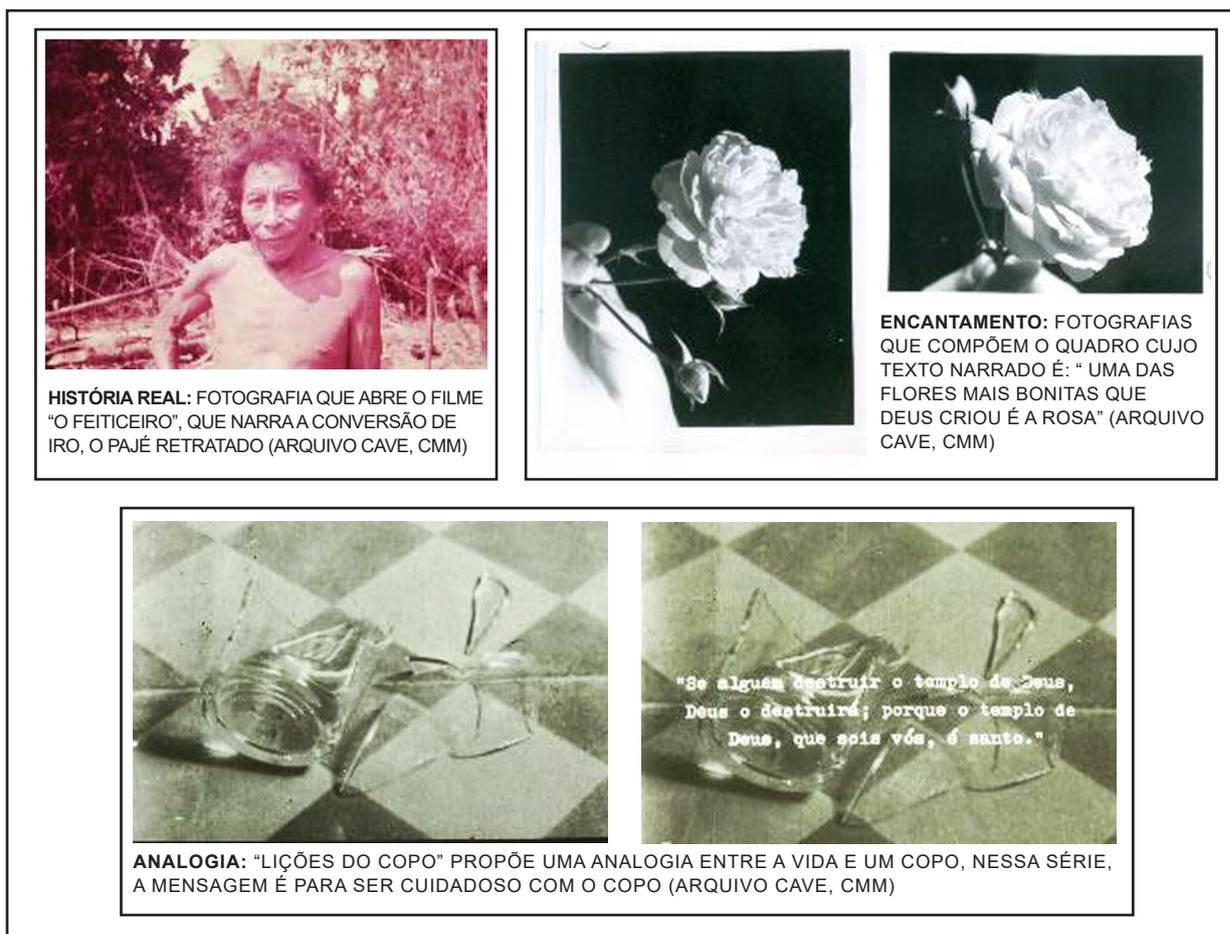 HISTÓRIA REAL: FOTOGRAFIA QUE ABRE O FILME
“O FEITICEIRO”, QUE NARRA A CONVERSÃO DE
IRO, O PAJÉ RETRATADO (ARQUIVO CAVE, CMM)
ENCANTAMENTO: FOTOGRAFIAS
QUE COMPÕEM O QUADRO CUJO
TEXTO NARRADO É: “ UMA DAS
FLORES MAIS BONITAS QUE
DEUS CRIOU É A ROSA” (ARQUIVO
CAVE, CMM)
"Se alguem destruir o templo de Deus,
Deus o destruirá; porque o templo de
Deus, que sois vós, é santo."
ANALOGIA: “LIÇÕES DO COPO” PROPÕE UMA ANALOGIA ENTRE A VIDA E UM COPO, NESSA SÉRIE,
A MENSAGEM É PARA SER CUIDADOSO COM O COPO (ARQUIVO CAVE, CMM)